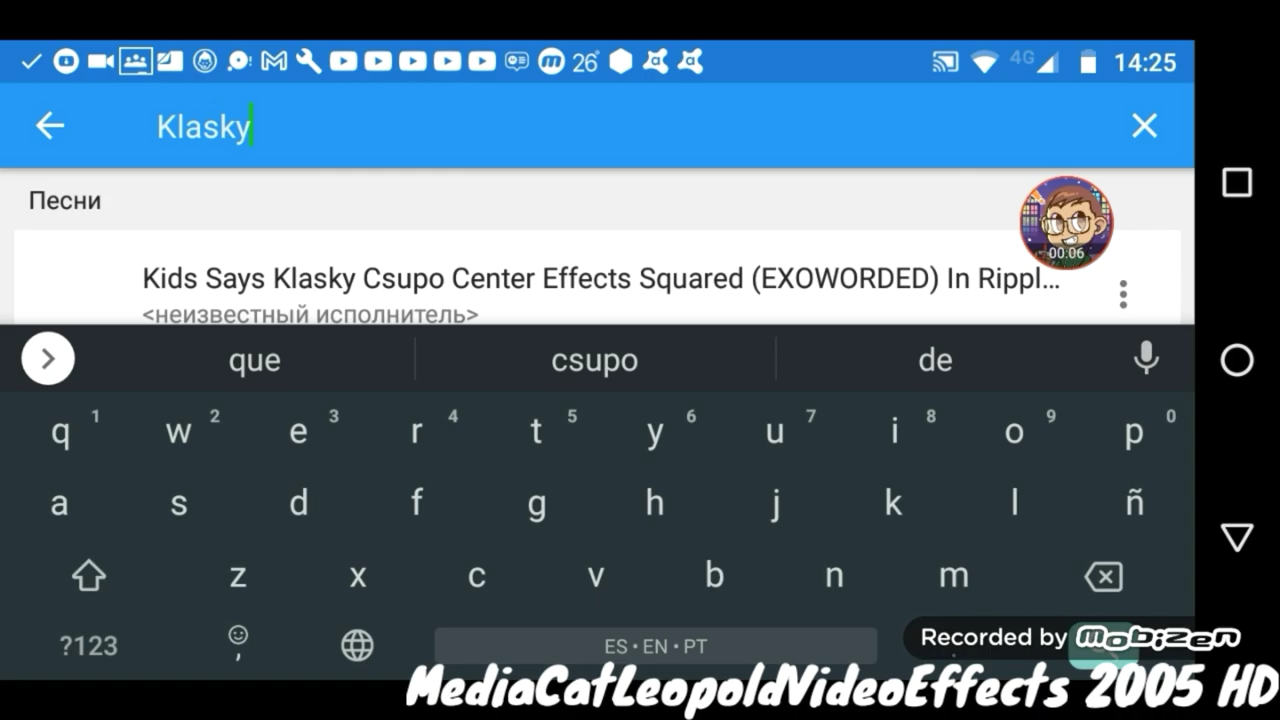 26°
4G
14:25
Klasky
Песни
00:06
Kids Says Klasky Csupo Center Effects Squared (EXOWORDED) In Rippl...
<неизвестный исполнитель>
que csupo de
q 1 w 2 e 3 r 4 t 5 y 6 u 7 i 8 o 9 p 0
a s d f g h j k l ñ
z x c v b n m
?123 , ES • EN • PT .
Recorded by mobizen
MediaCatLeopoldVideoEffects 2005 HD